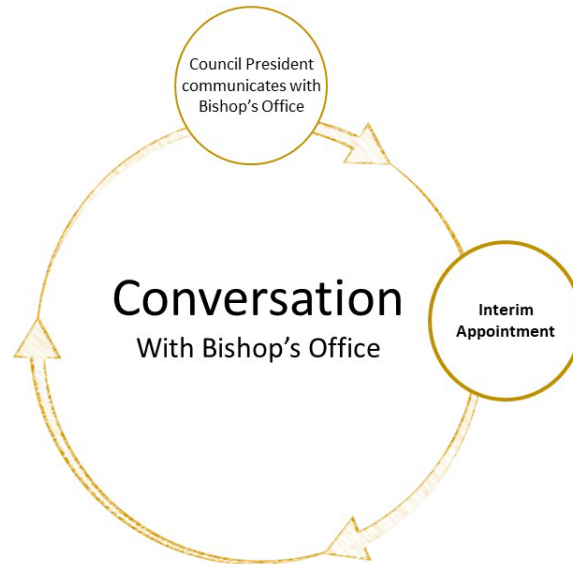 Council President
communicates with
Bishop’s Office
Conversation
With Bishop’s Office
Interim
Appointment